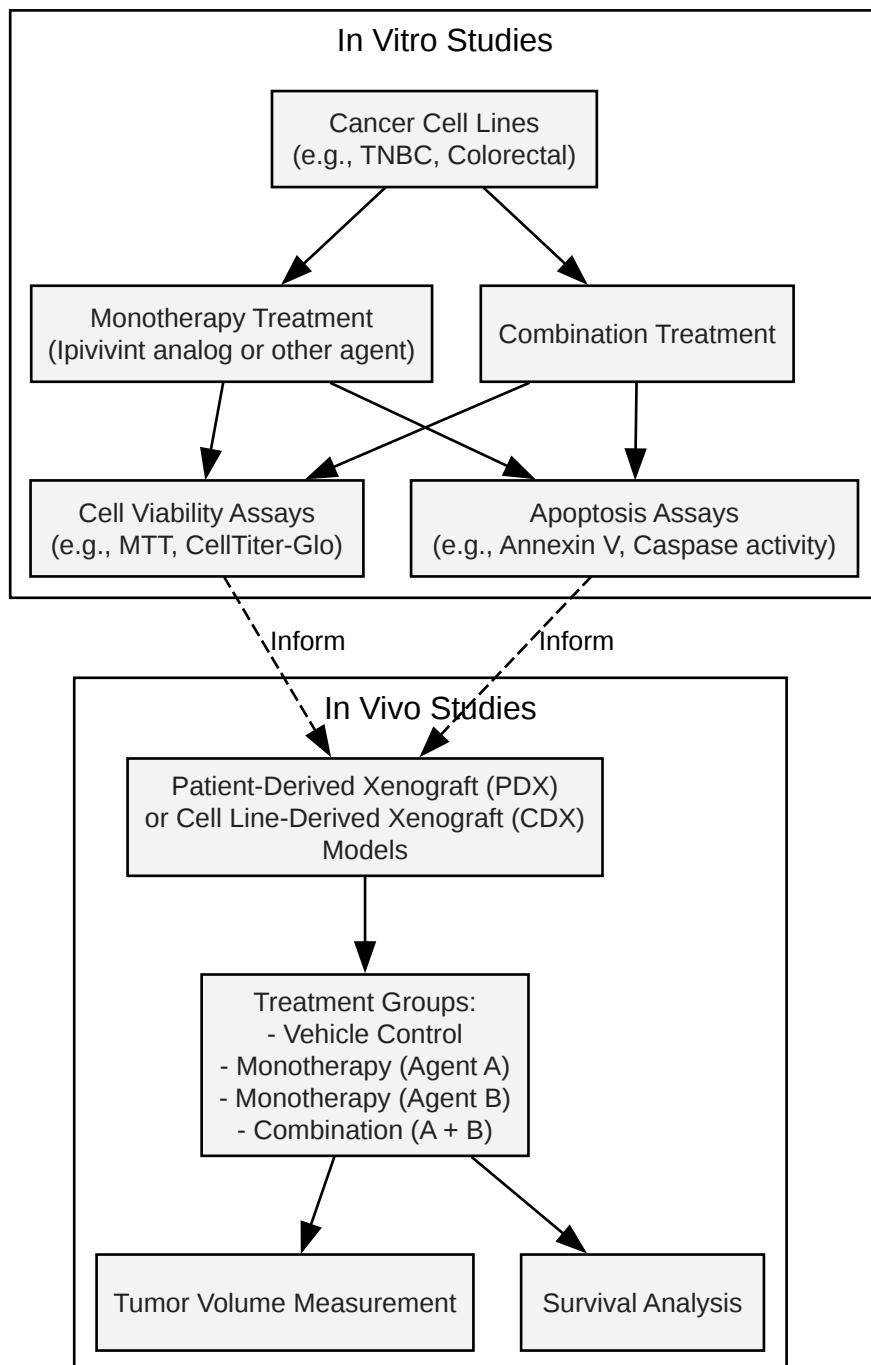 In Vitro Studies
Cancer Cell Lines
(e.g., TNBC, Colorectal)
Monotherapy Treatment
(Ipivivint analog or other agent)
Combination Treatment
Cell Viability Assays
(e.g., MTT, CellTiter-Glo)
Apoptosis Assays
(e.g., Annexin V, Caspase activity)
Inform
Inform
In Vivo Studies
Patient-Derived Xenograft (PDX)
or Cell Line-Derived Xenograft (CDX)
Models
Treatment Groups:
- Vehicle Control
- Monotherapy (Agent A)
- Monotherapy (Agent B)
- Combination (A + B)
Tumor Volume Measurement
Survival Analysis